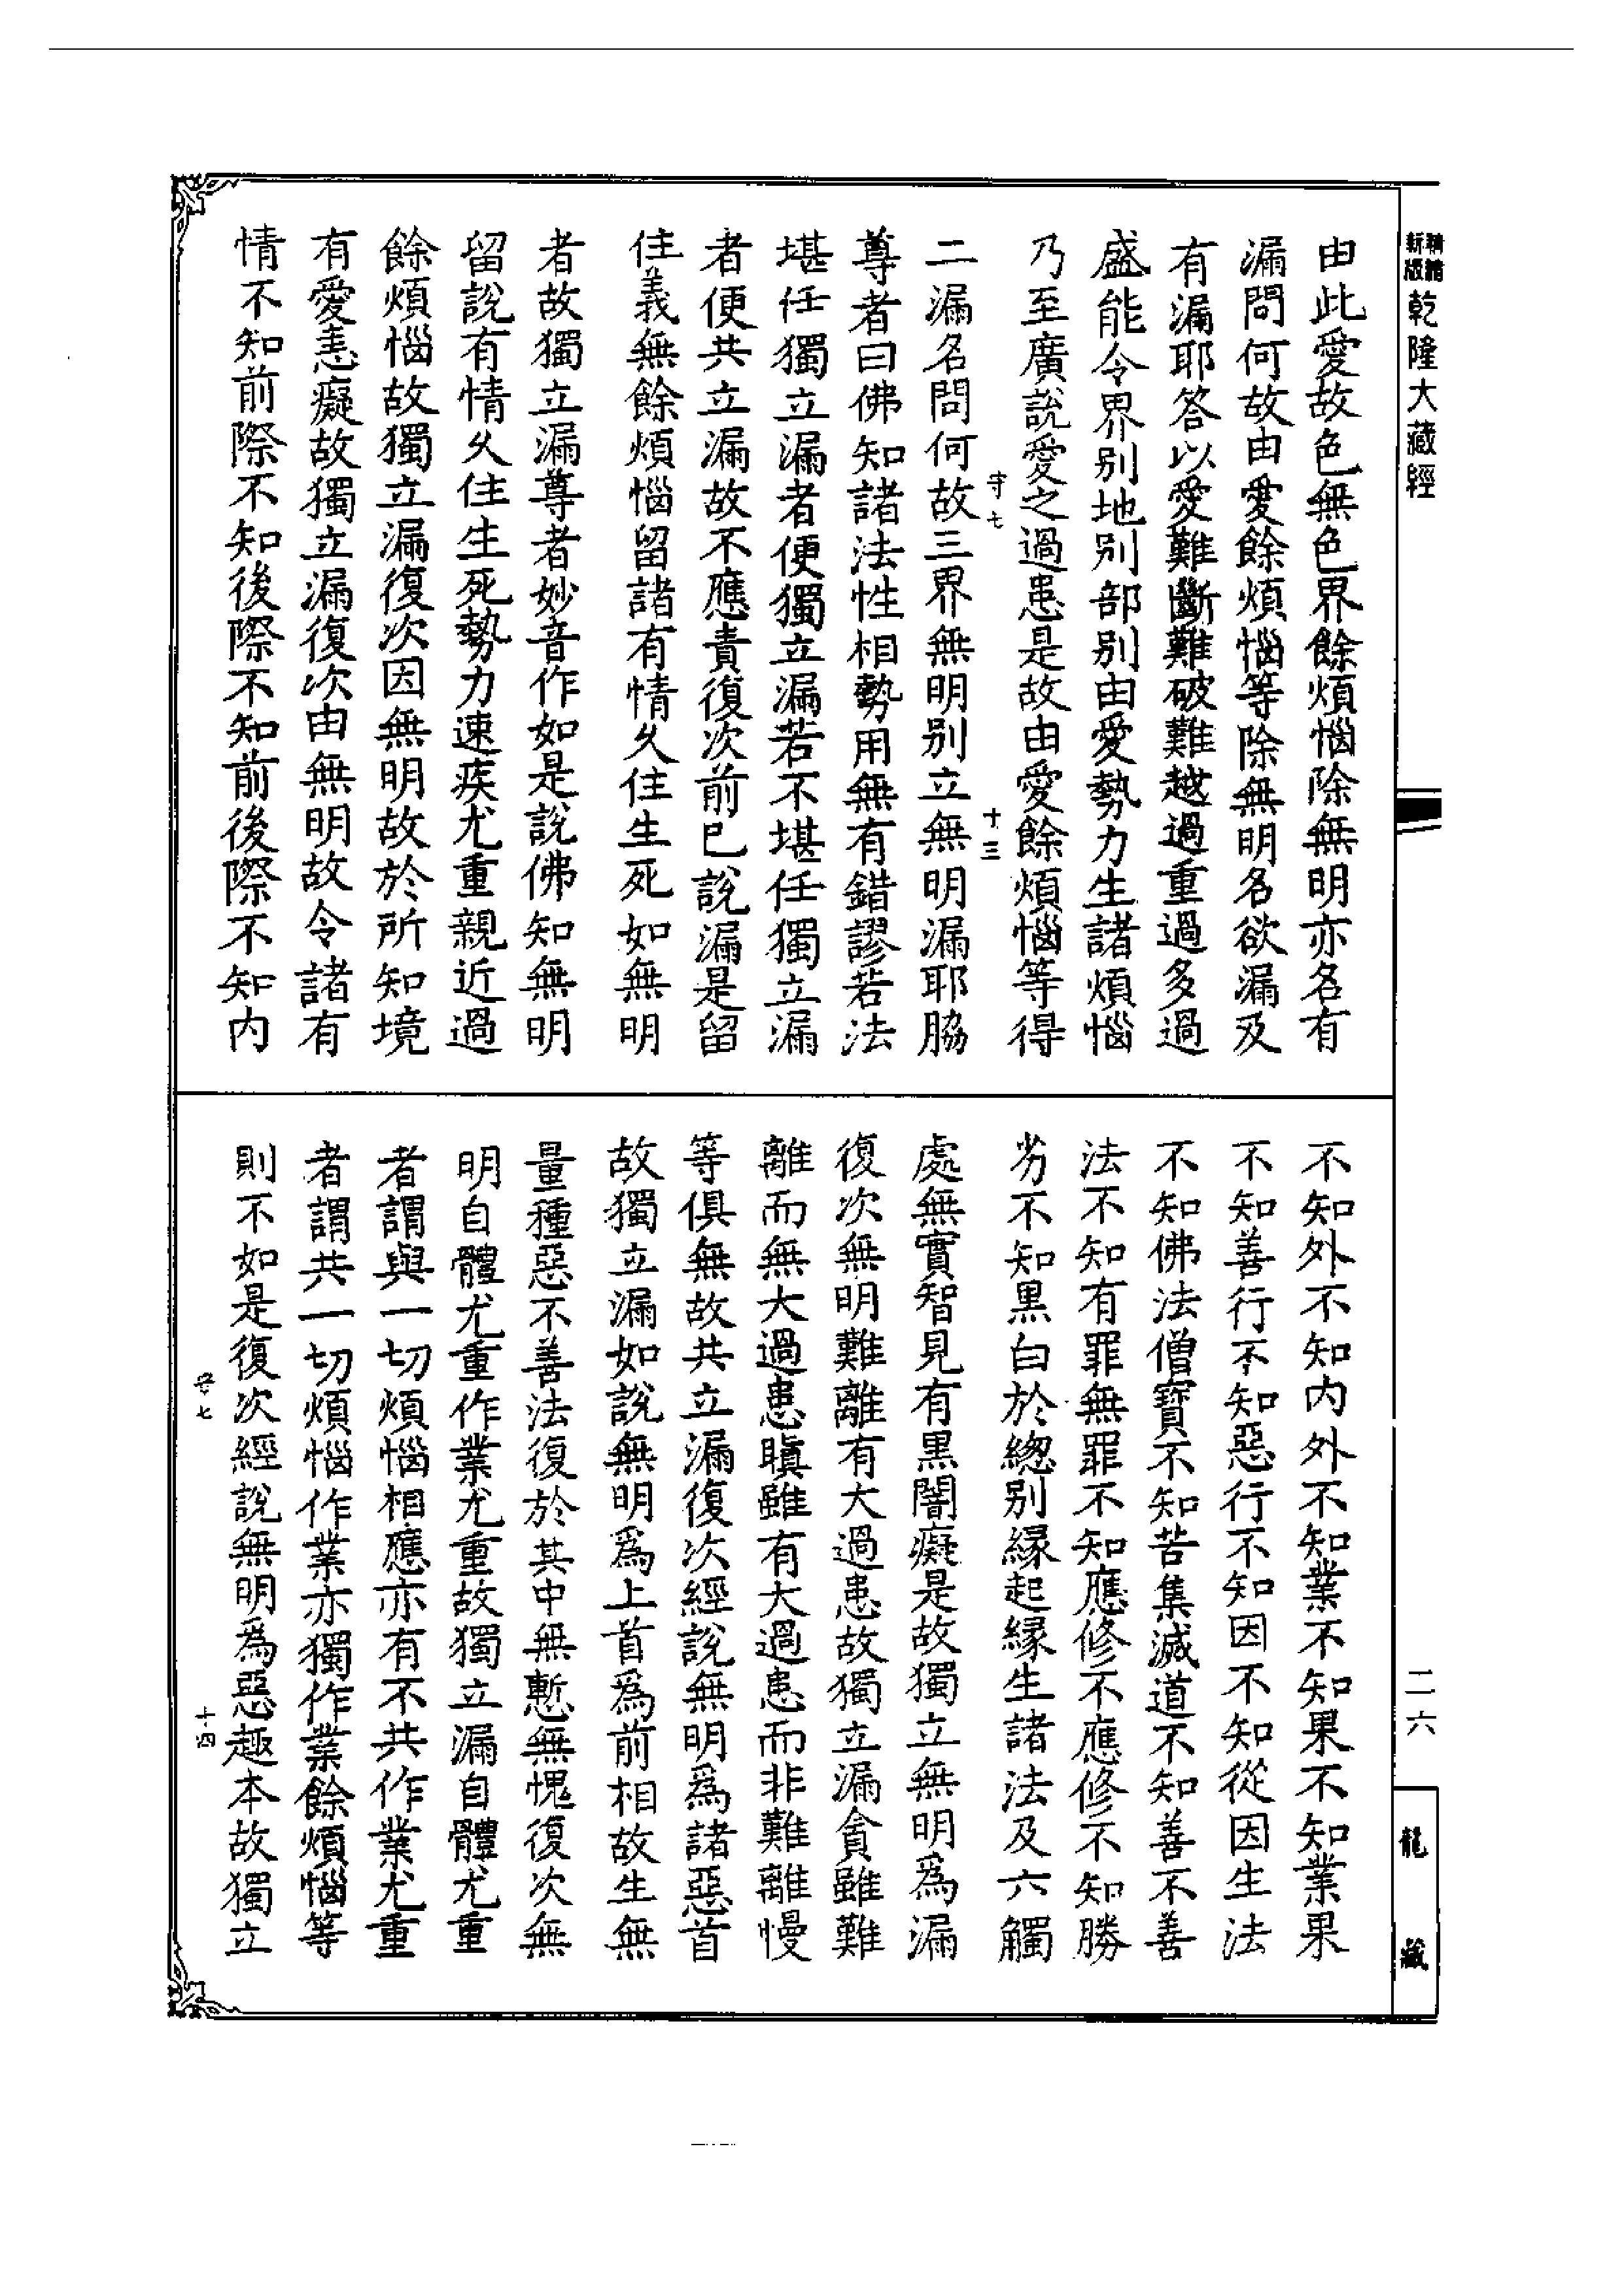 精繕
新版
乾隆大藏經
二六
龍藏
由此愛故色無色界餘煩惱除無明亦名有
漏問何故由愛餘煩惱等除無明名欲漏及
有漏耶答以愛難斷難破難越過重過多過
盛能令界別地別部別由愛勢力生諸煩惱
乃至廣說愛之過患是故由愛餘煩惱等得
守七
十三
二漏名問何故三界無明別立無明漏耶脇
尊者曰佛知諸法性相勢用無有錯謬若法
堪任獨立漏者便獨立漏若不堪任獨立漏
者便共立漏故不應責復次前已說漏是留
住義無餘煩惱留諸有情久住生死如無明
者故獨立漏尊者妙音作如是說佛知無明
留說有情久住生死勢力速疾尤重親近過
餘煩惱故獨立漏復次因無明故於所知境
有愛恚癡故獨立漏復次由無明故令諸有
情不知前際不知後際不知前後際不知內
不知外不知內外不知業不知果不知業果
不知善行不知惡行不知因不知從因生法
不知佛法僧寶不知苦集滅道不知善不善
法不知有罪無罪不知應修不應修不知勝
劣不知黑白於緫別緣起緣生諸法及六觸
處無實智見有黑闇癡是故獨立無明爲漏
復次無明難離有大過患故獨立漏貪雖難
離而無大過患瞋雖有大過患而非難離慢
等俱無故共立漏復次經說無明爲諸惡首
故獨立漏如說無明爲上首爲前相故生無
量種惡不善法復於其中無慙無愧復次無
明自體尤重作業尤重故獨立漏自體尤重
者謂與一切煩惱相應亦有不共作業尤重
者謂共一切煩惱作業亦獨作業餘煩惱等
則不如是復次經說無明爲惡趣本故獨立
十四